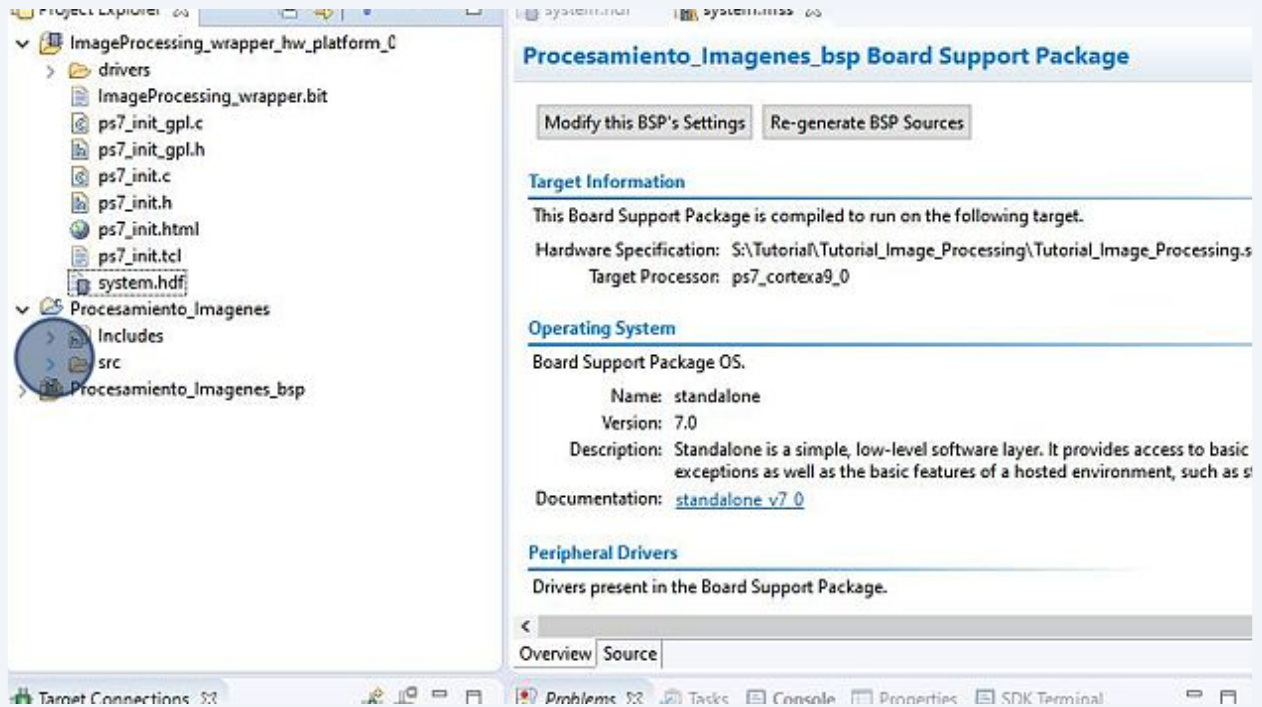 Project Explorer
ImageProcessing_wrapper_hw_platform_0
drivers
ImageProcessing_wrapper.bit
ps7_init_gpl.c
ps7_init_gpl.h
ps7_init.c
ps7_init.h
ps7_init.html
ps7_init.tcl
system.hdf
Procesamiento_Imagenes
Includes
src
Procesamiento_Imagenes_bsp
Target Connections
system.hdf system.mss
Procesamiento_Imagenes_bsp Board Support Package
Modify this BSP's Settings Re-generate BSP Sources
Target Information
This Board Support Package is compiled to run on the following target.
Hardware Specification: S:\Tutorial\Tutorial_Image_Processing\Tutorial_Image_Processing.s
Target Processor: ps7_cortexa9_0
Operating System
Board Support Package OS.
Name: standalone
Version: 7.0
Description: Standalone is a simple, low-level software layer. It provides access to basic
exceptions as well as the basic features of a hosted environment, such as
Documentation: standalone_v7_0
Peripheral Drivers
Drivers present in the Board Support Package.
Overview Source
Problems Tasks Console Properties SDK Terminal